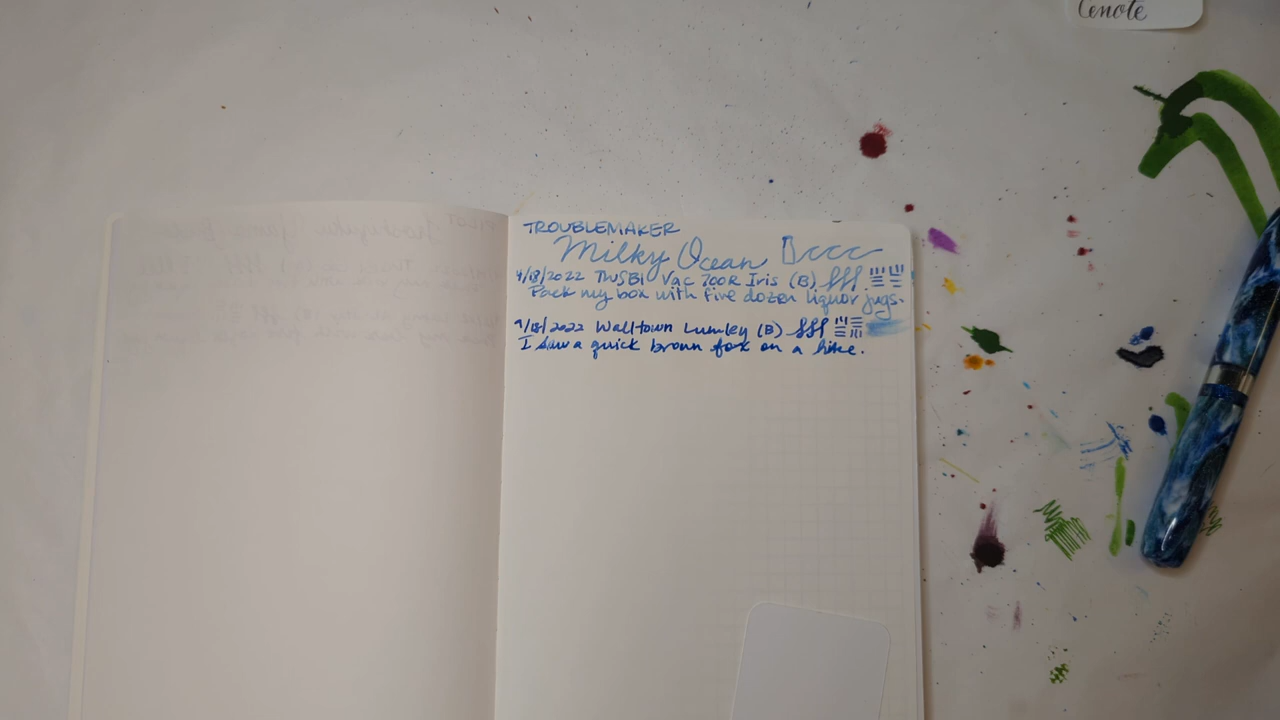 Cenote
TROUBLEMAKER
Milky Ocean
4/18/2022 TWSBI Vac 700R Iris (B)
Pack my box with five dozen liquor jugs.
9/18/2022 Walltown Lumley (B)
I saw a quick brown fox on a hike.